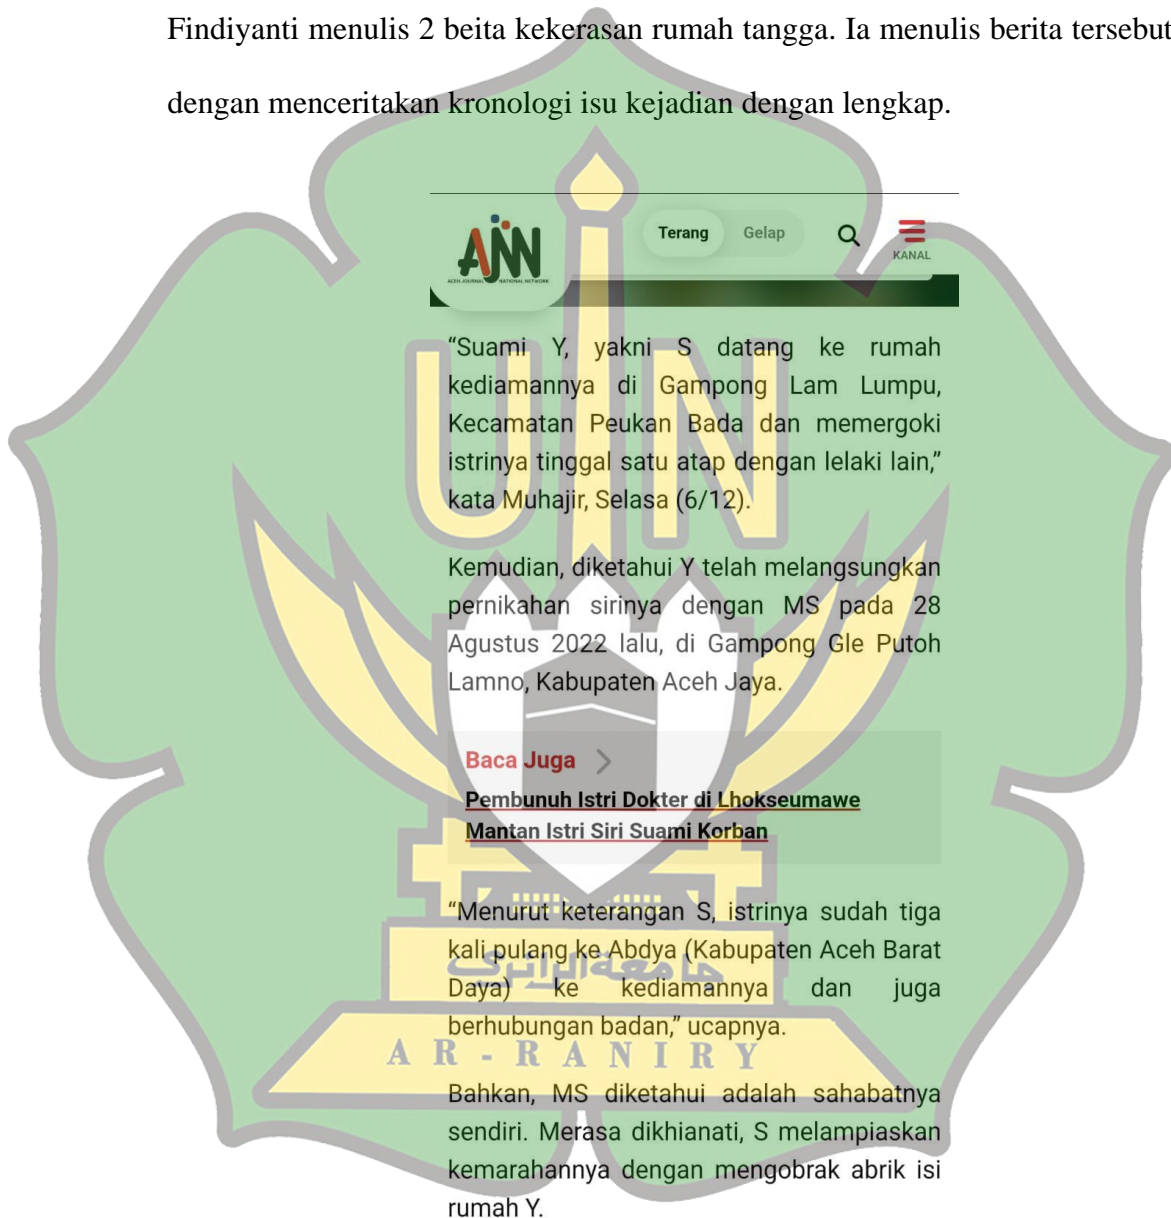 Findiyanti menulis 2 beita kekerasan rumah tangga. Ia menulis berita tersebut
dengan menceritakan kronologi isu kejadian dengan lengkap.
AJNN
ACEH JOURNAL NATIONAL NETWORK
Terang Gelap
KANAL
“Suami Y, yakni S datang ke rumah
kediamannya di Gampong Lam Lumpu,
Kecamatan Peukan Bada dan memergoki
istrinya tinggal satu atap dengan lelaki lain,”
kata Muhajir, Selasa (6/12).
Kemudian, diketahui Y telah melangsungkan
pernikahan sirinya dengan MS pada 28
Agustus 2022 lalu, di Gampong Gle Putoh
Lamno, Kabupaten Aceh Jaya.
Baca Juga
Pembunuh Istri Dokter di Lhokseumawe
Mantan Istri Siri Suami Korban
“Menurut keterangan S, istrinya sudah tiga
kali pulang ke Abdya (Kabupaten Aceh Barat
Daya) ke kediamannya dan juga
berhubungan badan,” ucapnya.
Bahkan, MS diketahui adalah sahabatnya
sendiri. Merasa dikhianati, S melampiaskan
kemarahannya dengan mengobrak abrik isi
rumah Y.
UIN
جامعة الرانري
AR-RANIRY